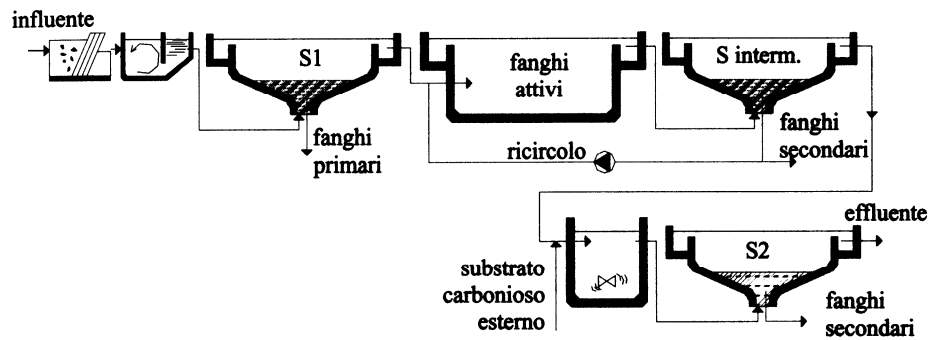 influente
S1
fanghi
attivi
S interm.
fanghi
primari
ricircolo
fanghi
secondari
effluente
substrato
carbonioso
esterno
S2
fanghi
secondari